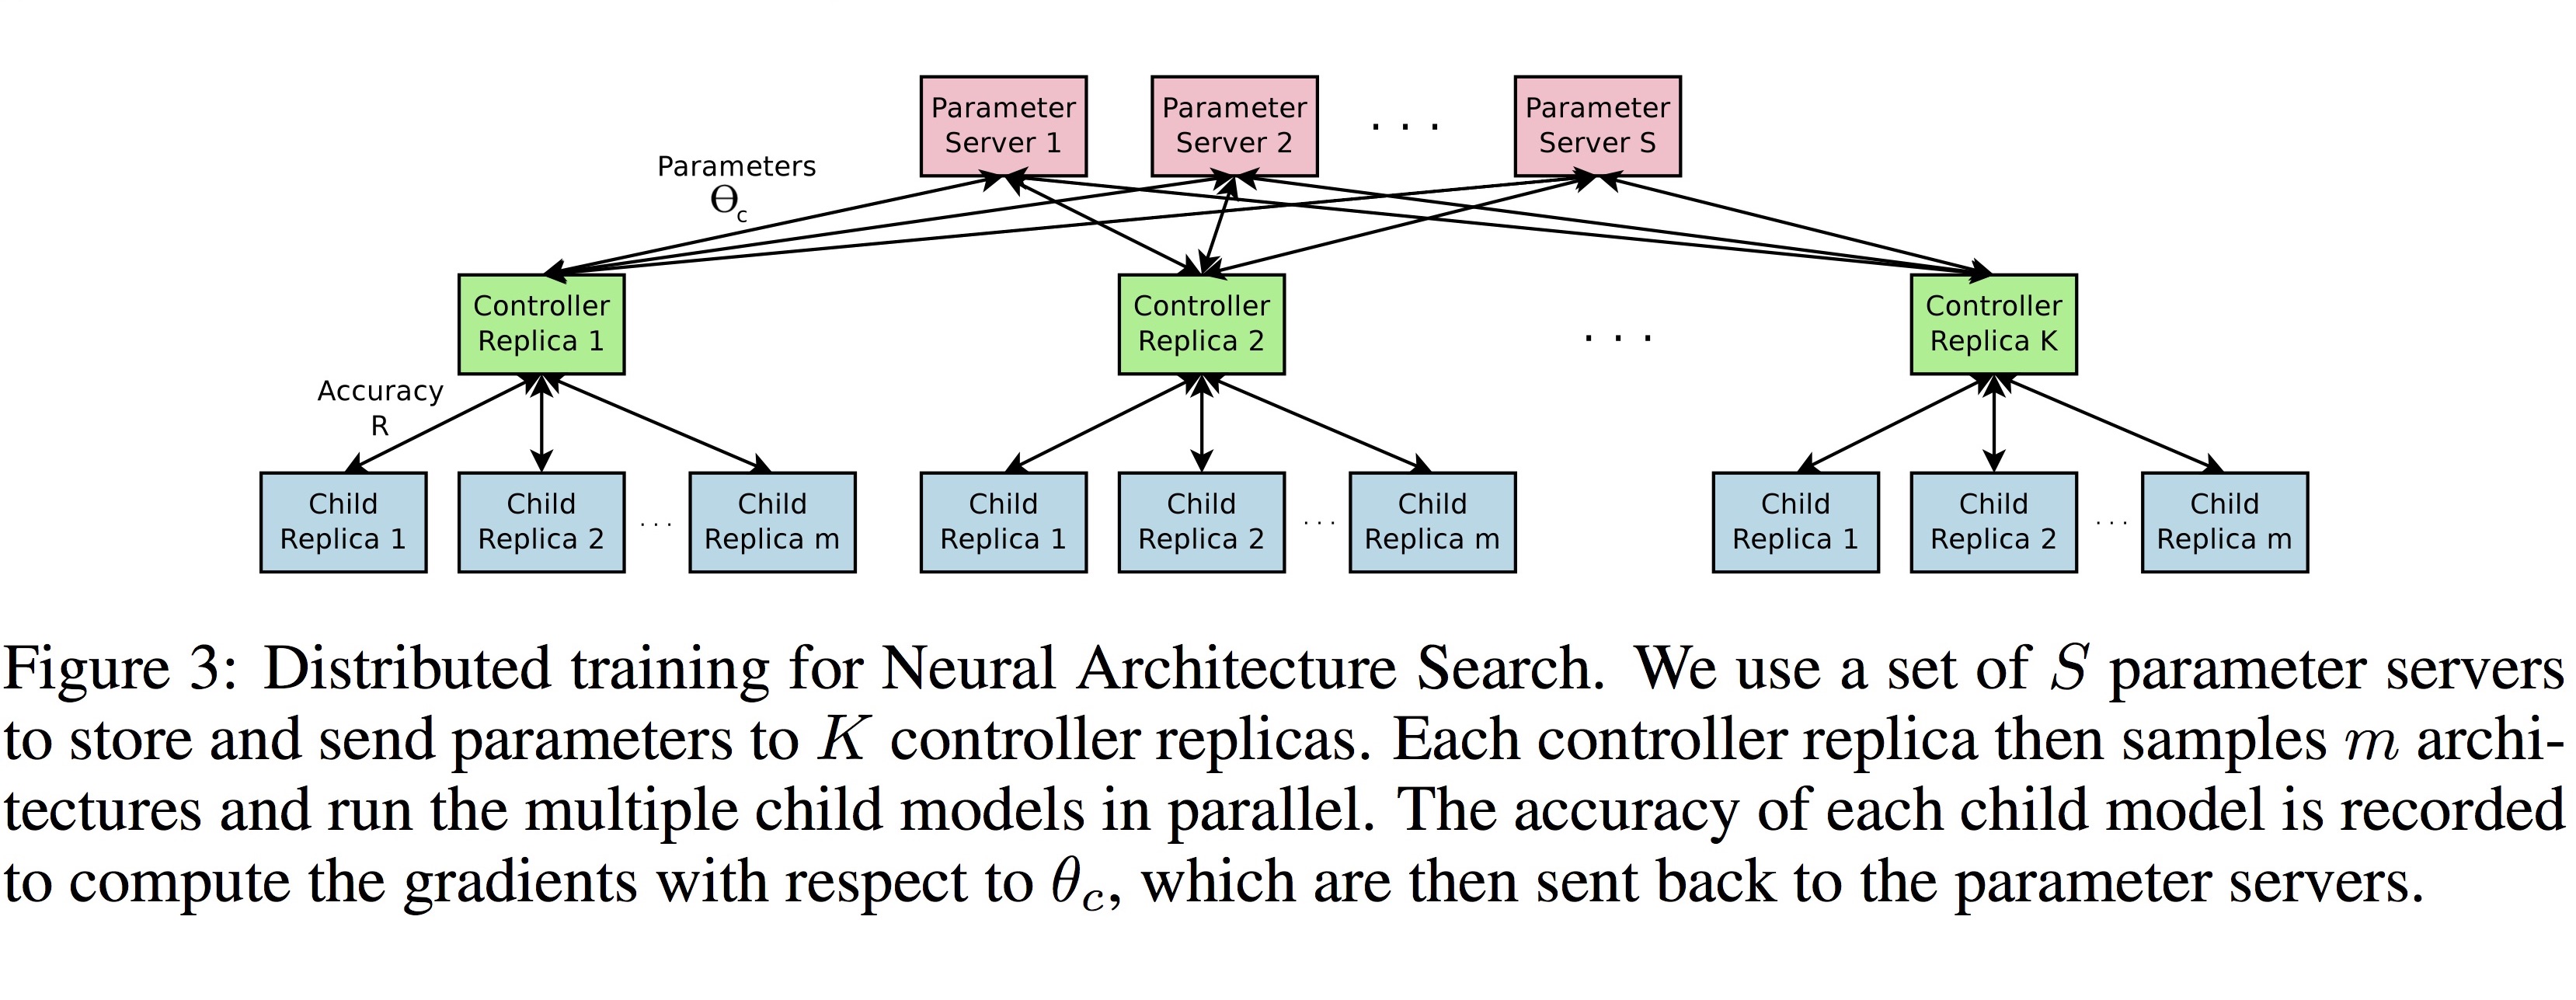 Parameter
Server 1
Parameter
Server 2
. . .
Parameter
Server S
Parameters
Θc
Controller
Replica 1
Controller
Replica 2
. . .
Controller
Replica K
Accuracy
R
Child
Replica 1
Child
Replica 2
. . .
Child
Replica m
Child
Replica 1
Child
Replica 2
. . .
Child
Replica m
Child
Replica 1
Child
Replica 2
. . .
Child
Replica m
Figure 3: Distributed training for Neural Architecture Search. We use a set of S parameter servers
to store and send parameters to K controller replicas. Each controller replica then samples m archi-
tectures and run the multiple child models in parallel. The accuracy of each child model is recorded
to compute the gradients with respect to θc, which are then sent back to the parameter servers.